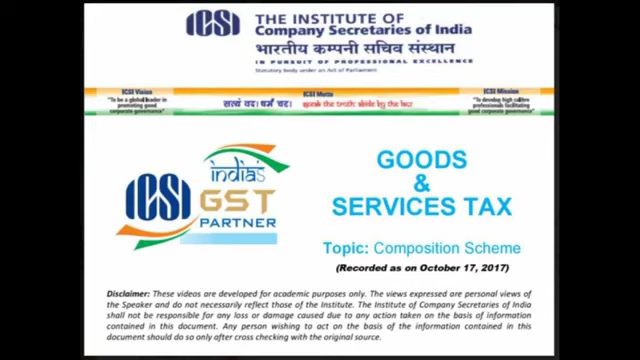 ICSI
THE INSTITUTE OF
Company Secretaries of India
भारतीय कम्पनी सचिव संस्थान
IN PURSUIT OF PROFESSIONAL EXCELLENCE
Statutory body under an Act of Parliament
ICSI Vision
"To be a global leader in
promoting good
corporate governance"
ICSI Motto
सत्यं वद। धर्मं चर।
speak the truth. abide by the law.
ICSI Mission
"To develop high calibre
professionals facilitating
good corporate governance"
india's
ICSI GST
PARTNER
GOODS
&
SERVICES TAX
Topic: Composition Scheme
(Recorded as on October 17, 2017)
Disclaimer: These videos are developed for academic purposes only. The views expressed are personal views of
the Speaker and do not necessarily reflect those of the Institute. The Institute of Company Secretaries of India
shall not be responsible for any loss or damage caused due to any action taken on the basis of information
contained in this document. Any person wishing to act on the basis of the information contained in this
document should do so only after cross checking with the original source.